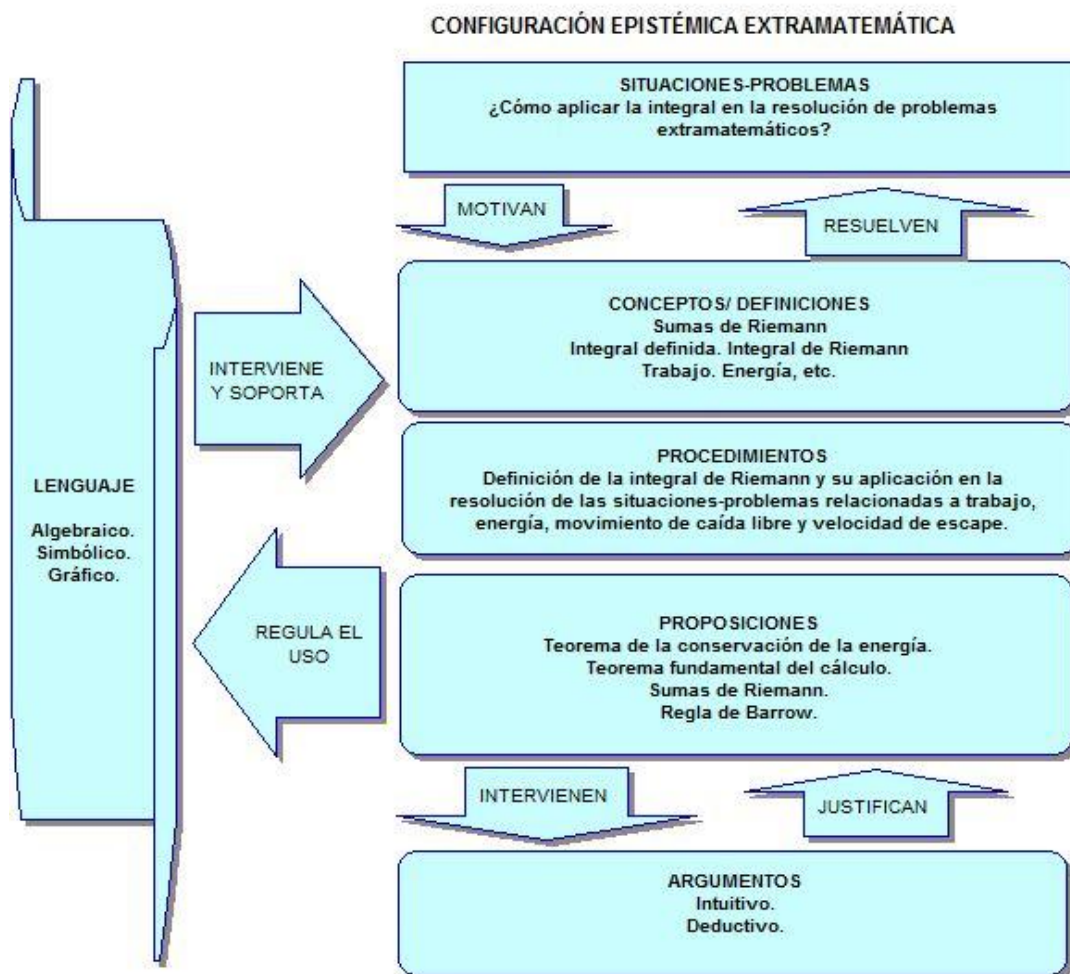 CONFIGURACIÓN EPISTÉMICA EXTRAMATEMÁTICA
SITUACIONES-PROBLEMAS
¿Cómo aplicar la integral en la resolución de problemas
extramatemáticos?
MOTIVAN
RESUELVEN
CONCEPTOS/ DEFINICIONES
Sumas de Riemann
Integral definida. Integral de Riemann
Trabajo. Energía, etc.
INTERVIENE
Y SOPORTA
PROCEDIMIENTOS
Definición de la integral de Riemann y su aplicación en la
resolución de las situaciones-problemas relacionadas a trabajo,
energía, movimiento de caída libre y velocidad de escape.
LENGUAJE
Algebraico.
Simbólico.
Gráfico.
REGULA EL
USO
PROPOSICIONES
Teorema de la conservación de la energía.
Teorema fundamental del cálculo.
Sumas de Riemann.
Regla de Barrow.
INTERVIENEN
JUSTIFICAN
ARGUMENTOS
Intuitivo.
Deductivo.